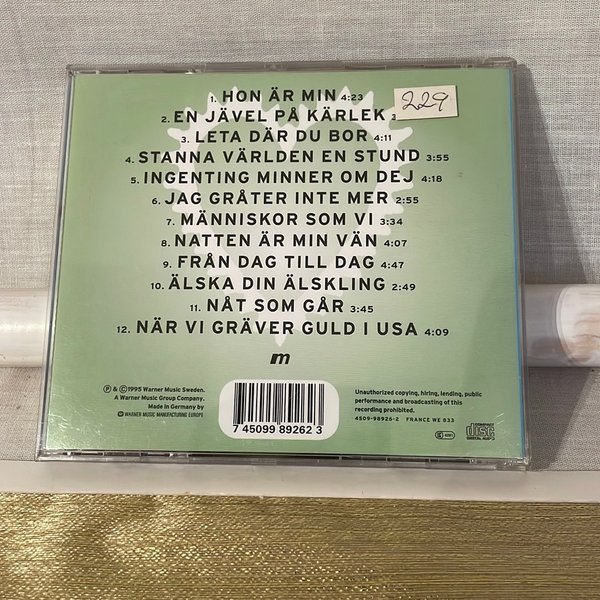 1. HON ÄR MIN 4:23
229
2. EN JÄVEL PÅ KÄRLEK 3
3. LETA DÄR DU BOR 4:11
4. STANNA VÄRLDEN EN STUND 3:55
5. INGENTING MINNER OM DEJ 4:18
6. JAG GRÅTER INTE MER 2:55
7. MÄNNISKOR SOM VI 3:34
8. NATTEN ÄR MIN VÄN 4:07
9. FRÅN DAG TILL DAG 4:47
10. ÄLSKA DIN ÄLSKLING 2:49
11. NÅT SOM GÅR 3:45
12. NÄR VI GRÄVER GULD I USA 4:09
m
℗ & ©1995 Warner Music Sweden.
A Warner Music Group Company.
Made in Germany by
WARNER MUSIC MANUFACTURING EUROPE
7 45099 89262 3
Unauthorized copying, hiring, lending, public
performance and broadcasting of this
recording prohibited.
4509-98926-2 FRANCE WE 833
COMPACT
disc
DIGITAL AUDIO